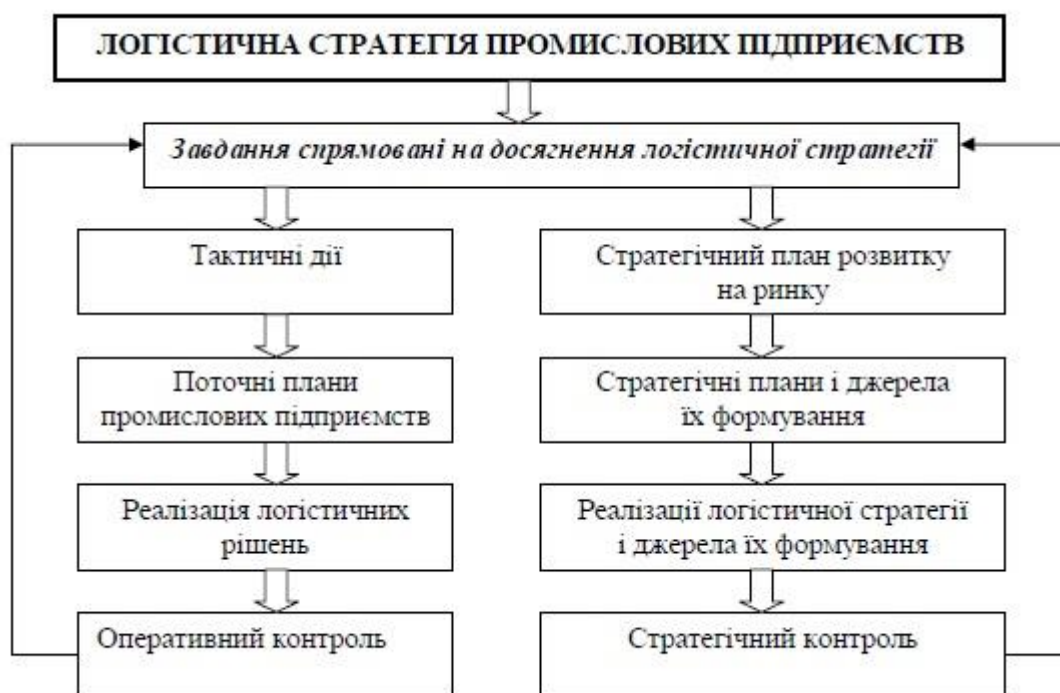 ЛОГІСТИЧНА СТРАТЕГІЯ ПРОМИСЛОВИХ ПІДПРИЄМСТВ
Завдання спрямовані на досягнення логістичної стратегії
Тактичні дії
Стратегічний план розвитку
на ринку
Поточні плани
промислових підприємств
Стратегічні плани і джерела
їх формування
Реалізація логістичних
рішень
Реалізації логістичної стратегії
і джерела їх формування
Оперативний контроль
Стратегічний контроль